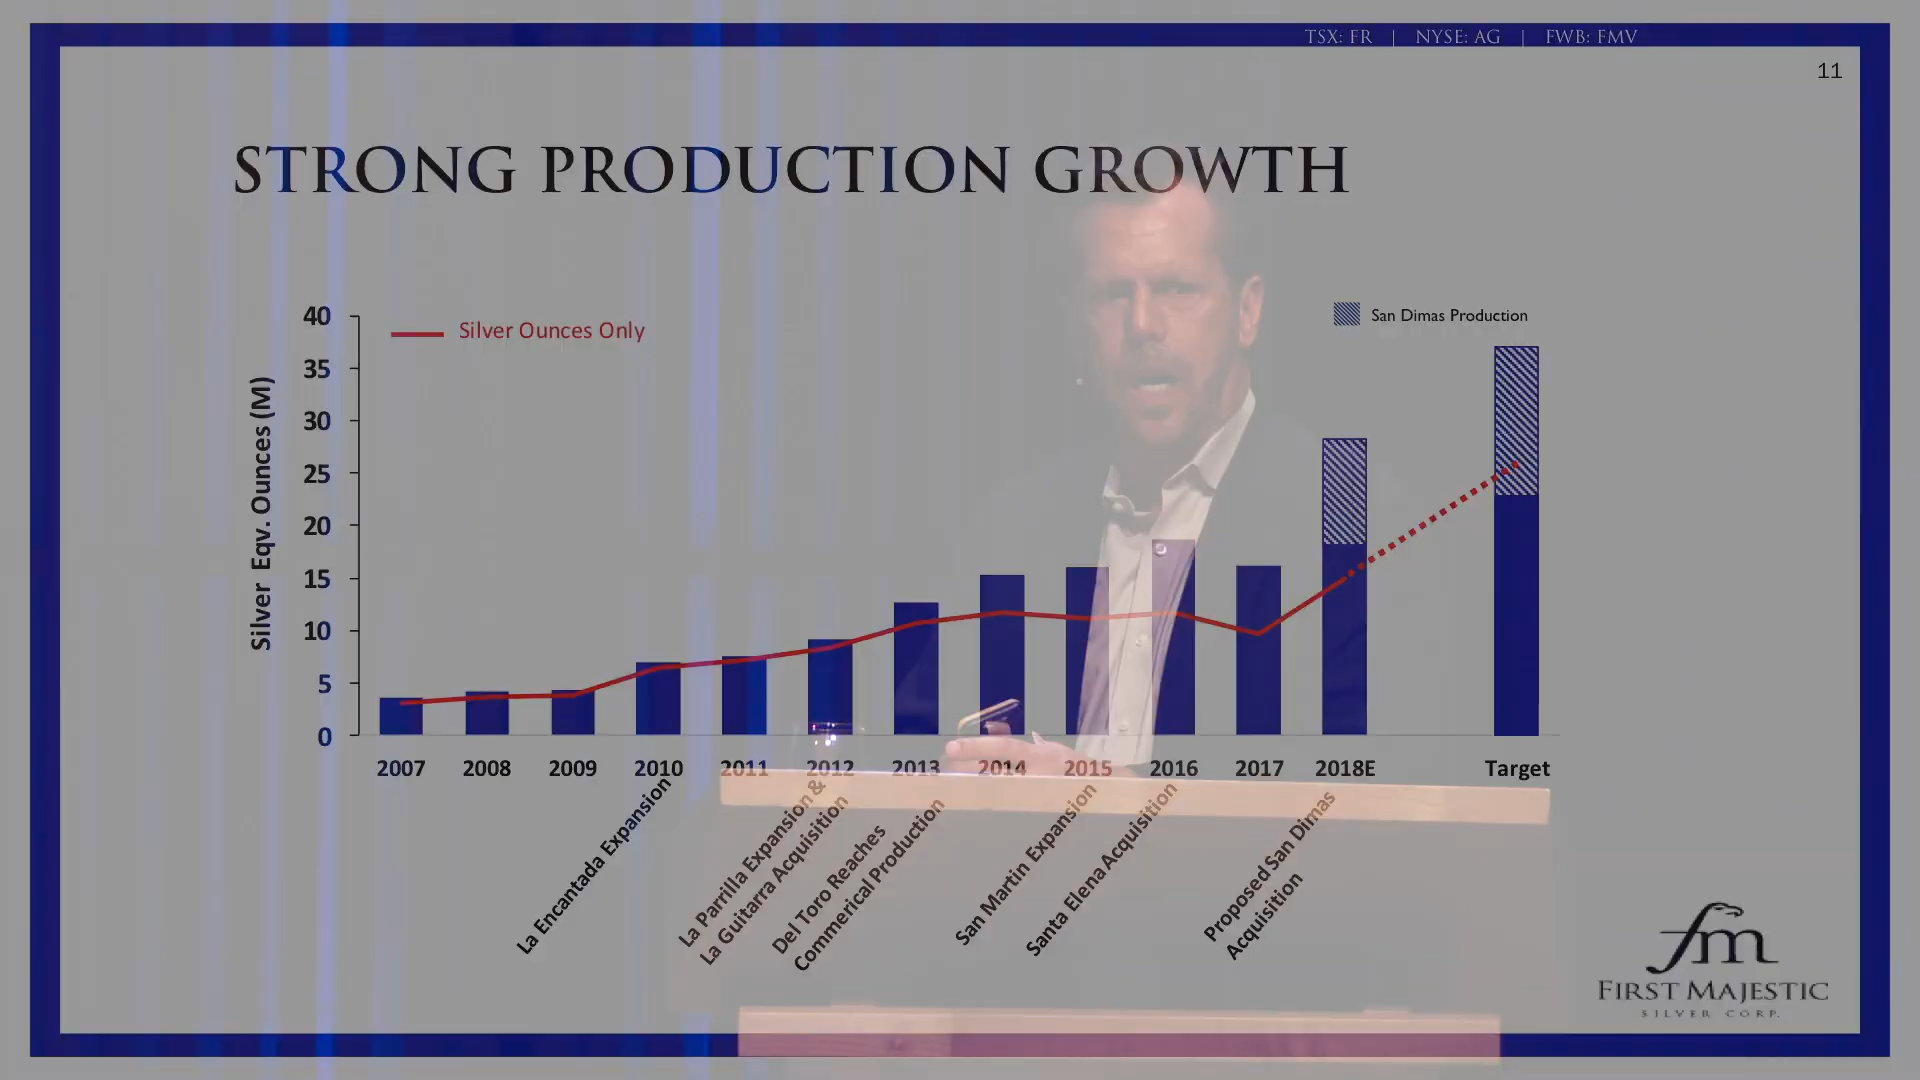 TSX: FR | NYSE: AG | FWB: FMV
11
STRONG PRODUCTION GROWTH
Silver Ounces Only
San Dimas Production
Silver Eqv. Ounces (M)
40
35
30
25
20
15
10
5
0
2007 2008 2009 2010 2011 2012 2013 2014 2015 2016 2017 2018E Target
La Encantada Expansion
La Parrilla Expansion &
La Guitarra Acquisition
Del Toro Reaches
Commerical Production
San Martin Expansion
Santa Elena Acquisition
Proposed San Dimas
Acquisition
fm
FIRST MAJESTIC
SILVER CORP.